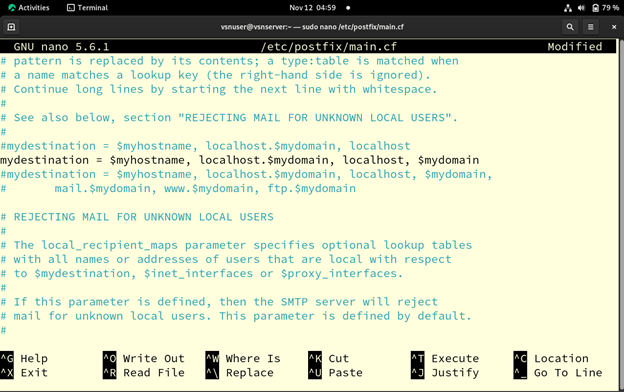 Activities Terminal Nov 12 04:59 79 %
vsnuser@vsnserver:~ — sudo nano /etc/postfix/main.cf
GNU nano 5.6.1 /etc/postfix/main.cf Modified
# pattern is replaced by its contents; a type:table is matched when
# a name matches a lookup key (the right-hand side is ignored).
# Continue long lines by starting the next line with whitespace.
#
# See also below, section "REJECTING MAIL FOR UNKNOWN LOCAL USERS".
#
#mydestination = $myhostname, localhost.$mydomain, localhost
mydestination = $myhostname, localhost.$mydomain, localhost, $mydomain
#mydestination = $myhostname, localhost.$mydomain, localhost, $mydomain,
# mail.$mydomain, www.$mydomain, ftp.$mydomain
# REJECTING MAIL FOR UNKNOWN LOCAL USERS
#
# The local_recipient_maps parameter specifies optional lookup tables
# with all names or addresses of users that are local with respect
# to $mydestination, $inet_interfaces or $proxy_interfaces.
#
# If this parameter is defined, then the SMTP server will reject
# mail for unknown local users. This parameter is defined by default.
#
^G Help ^O Write Out ^W Where Is ^K Cut ^T Execute ^C Location
^X Exit ^R Read File ^\ Replace ^U Paste ^J Justify ^_ Go To Line